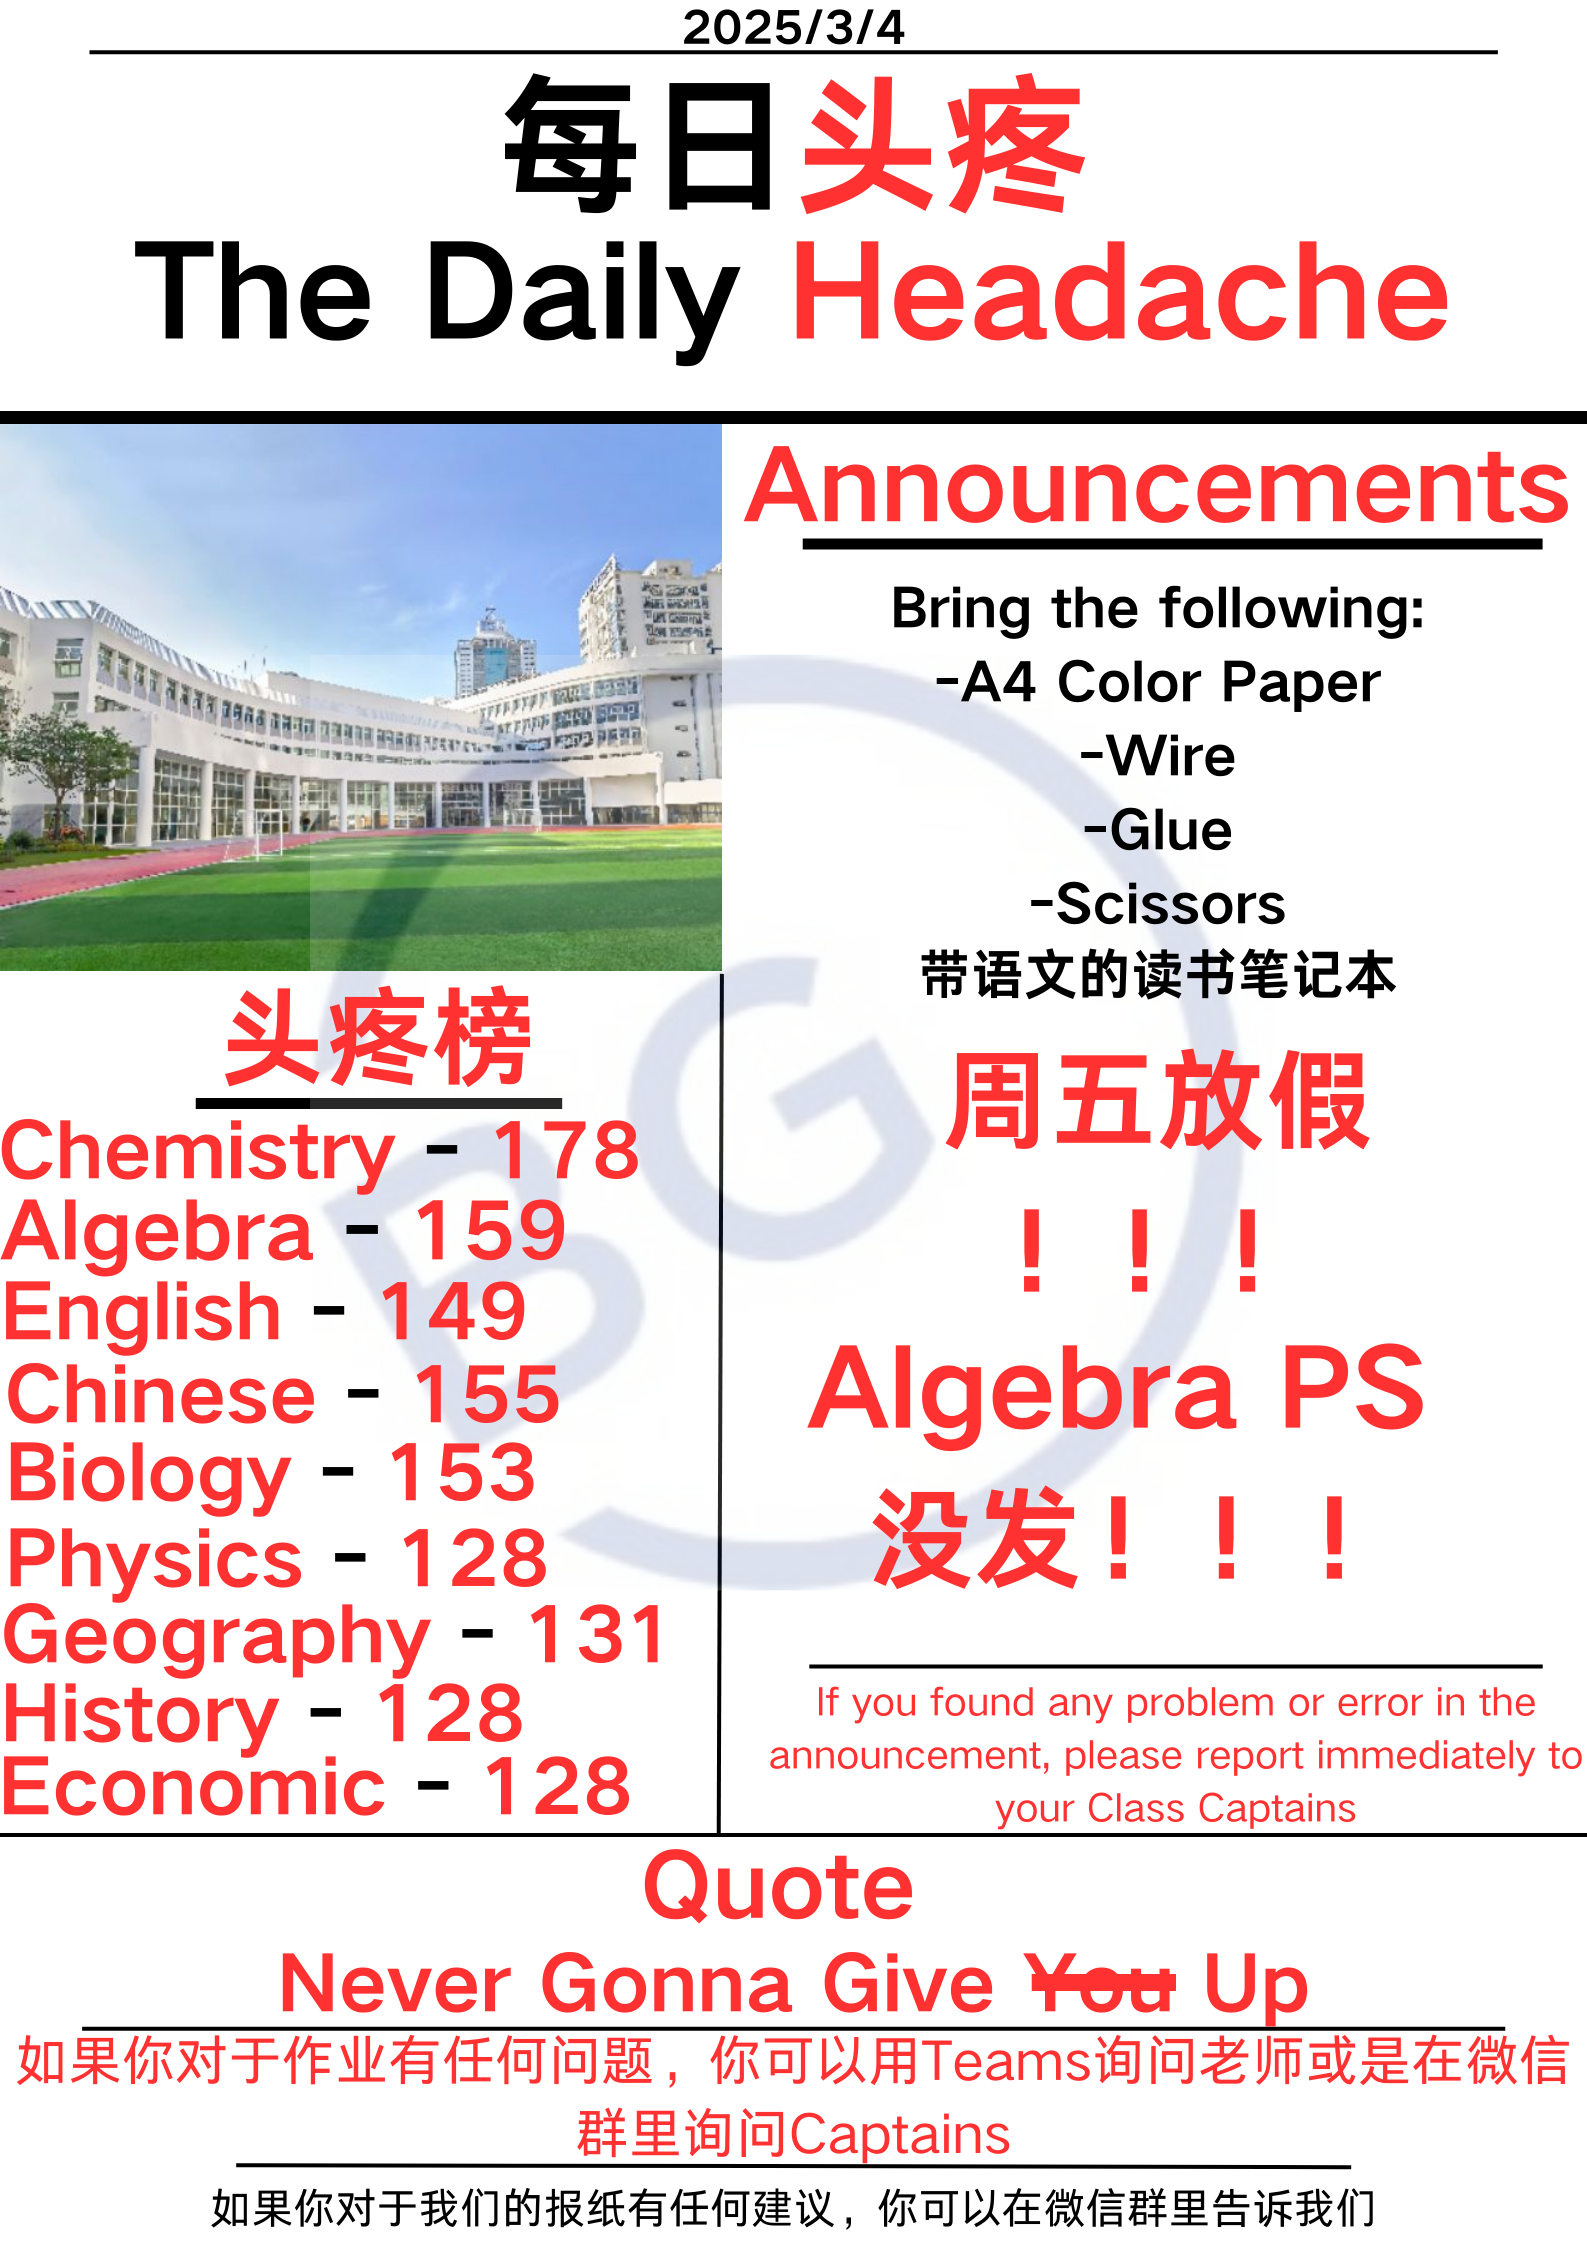 2025/3/4
每日头疼
The Daily Headache
Announcements
Bring the following:
-A4 Color Paper
-Wire
-Glue
-Scissors
带语文的读书笔记本
周五放假
！！！
Algebra PS
没发！！！
If you found any problem or error in the
announcement, please report immediately to
your Class Captains
头疼榜
Chemistry - 178
Algebra - 159
English - 149
Chinese - 155
Biology - 153
Physics - 128
Geography - 131
History - 128
Economic - 128
BG
Quote
Never Gonna Give You Up
如果你对于作业有任何问题，你可以用Teams询问老师或是在微信
群里询问Captains
如果你对于我们的报纸有任何建议，你可以在微信群里告诉我们